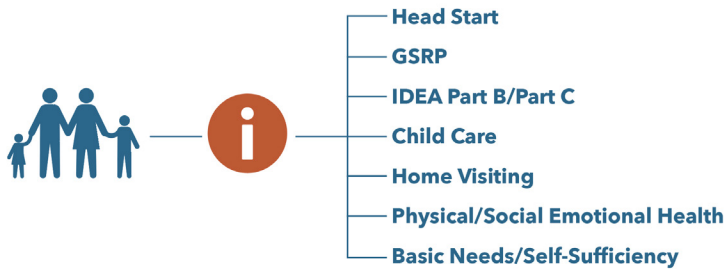 Head Start
GSRP
IDEA Part B/Part C
i
Child Care
Home Visiting
Physical/Social Emotional Health
Basic Needs/Self-Sufficiency